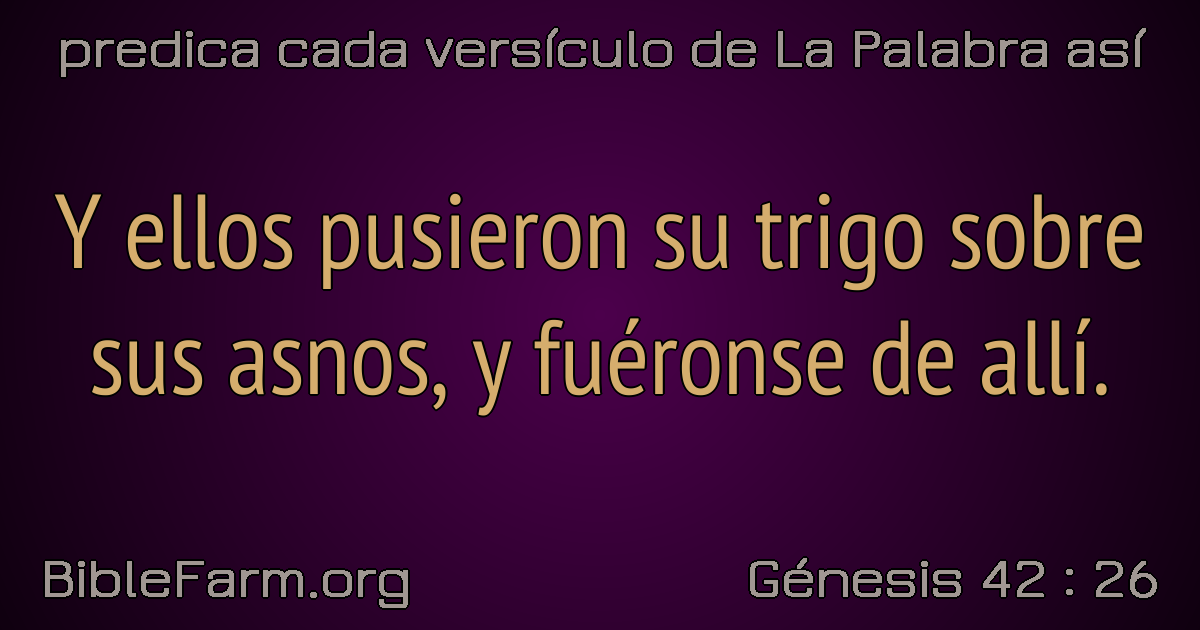 predica cada versículo de La Palabra así
Y ellos pusieron su trigo sobre
sus asnos, y fuéronse de allí.
BibleFarm.org
Génesis 42 : 26